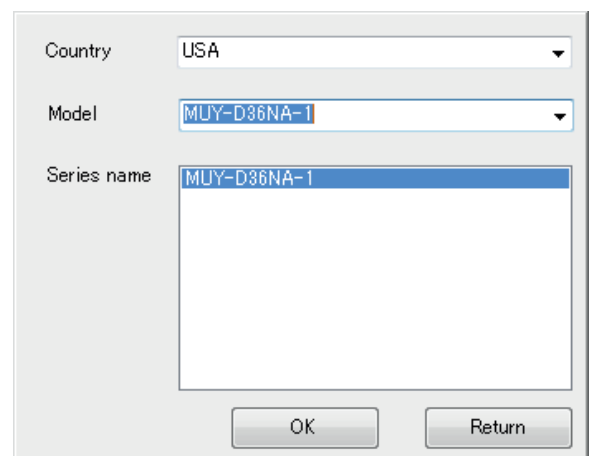 Country USA
Model MUY-D36NA-1
Series name MUY-D36NA-1
OK Return